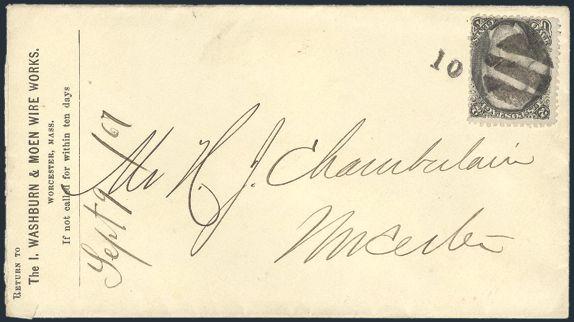 RETURN TO
The I. WASHBURN & MOEN WIRE WORKS.
WORCESTER, MASS.
If not called for within ten days
Sept 9 /67
10
Mr H. J. Chamberlain
Worcester